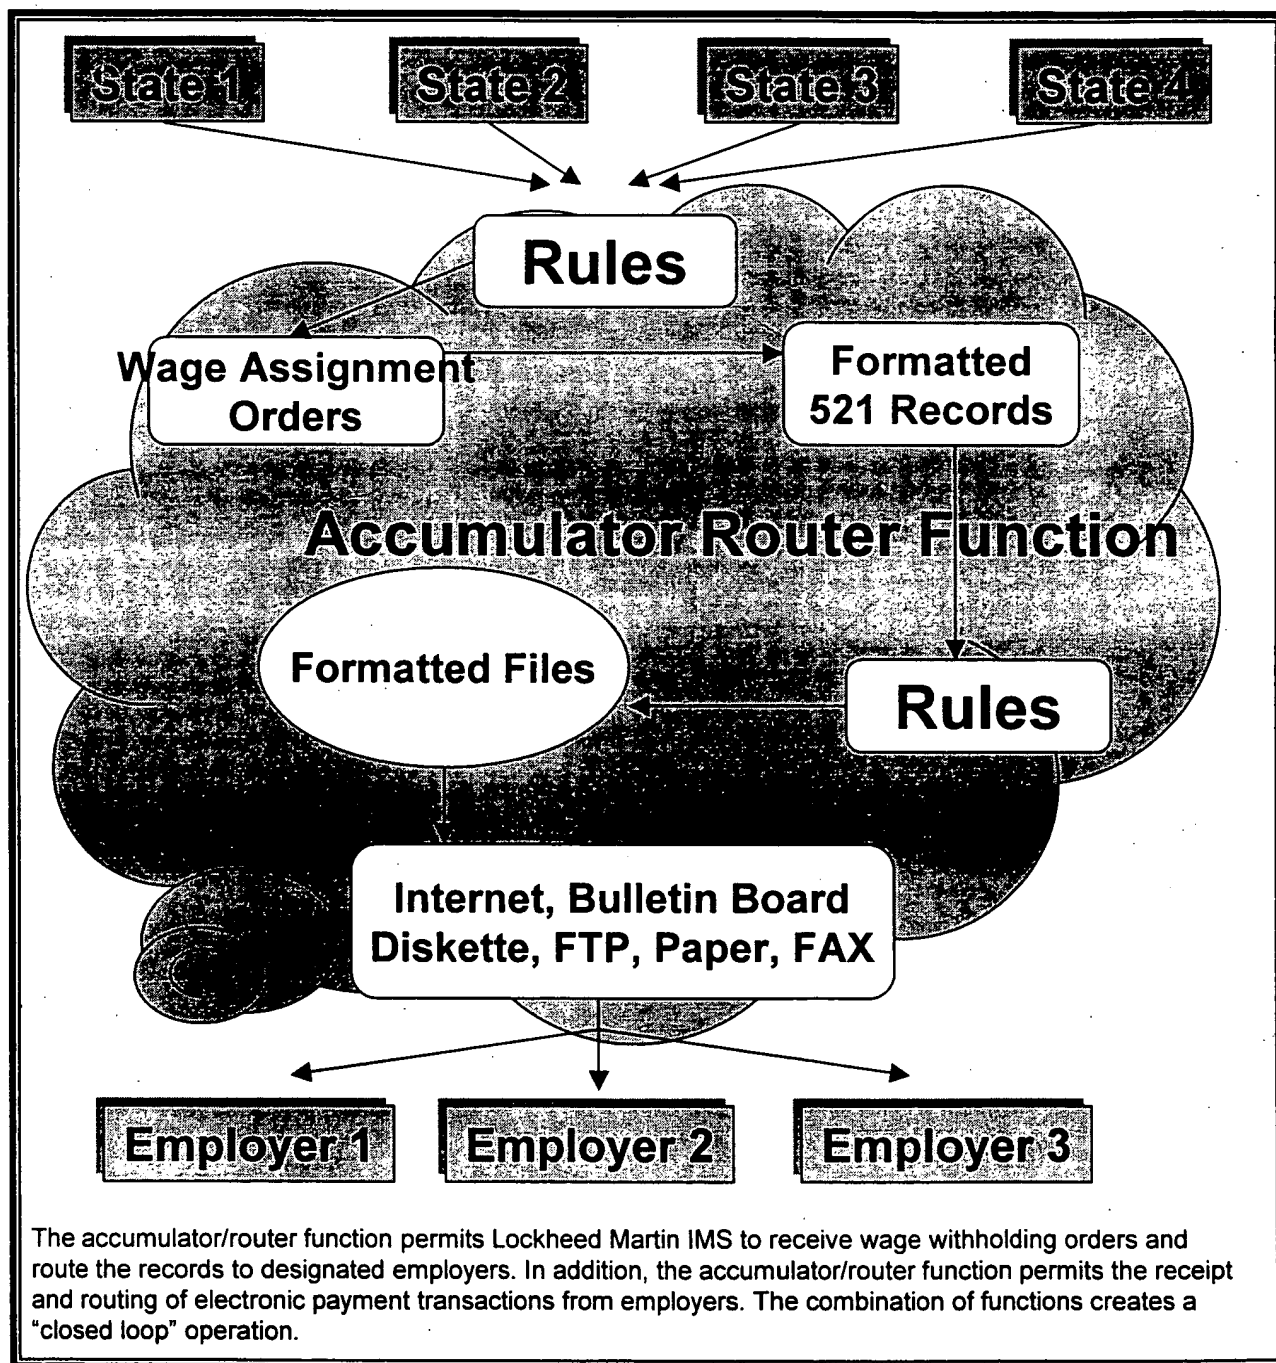 State 1 State 2 State 3 State 4
Rules
Wage Assignment
Orders
Formatted
521 Records
Accumulator Router Function
Formatted Files
Rules
Internet, Bulletin Board
Diskette, FTP, Paper, FAX
Employer 1 Employer 2 Employer 3
The accumulator/router function permits Lockheed Martin IMS to receive wage withholding orders and
route the records to designated employers. In addition, the accumulator/router function permits the receipt
and routing of electronic payment transactions from employers. The combination of functions creates a
“closed loop” operation.